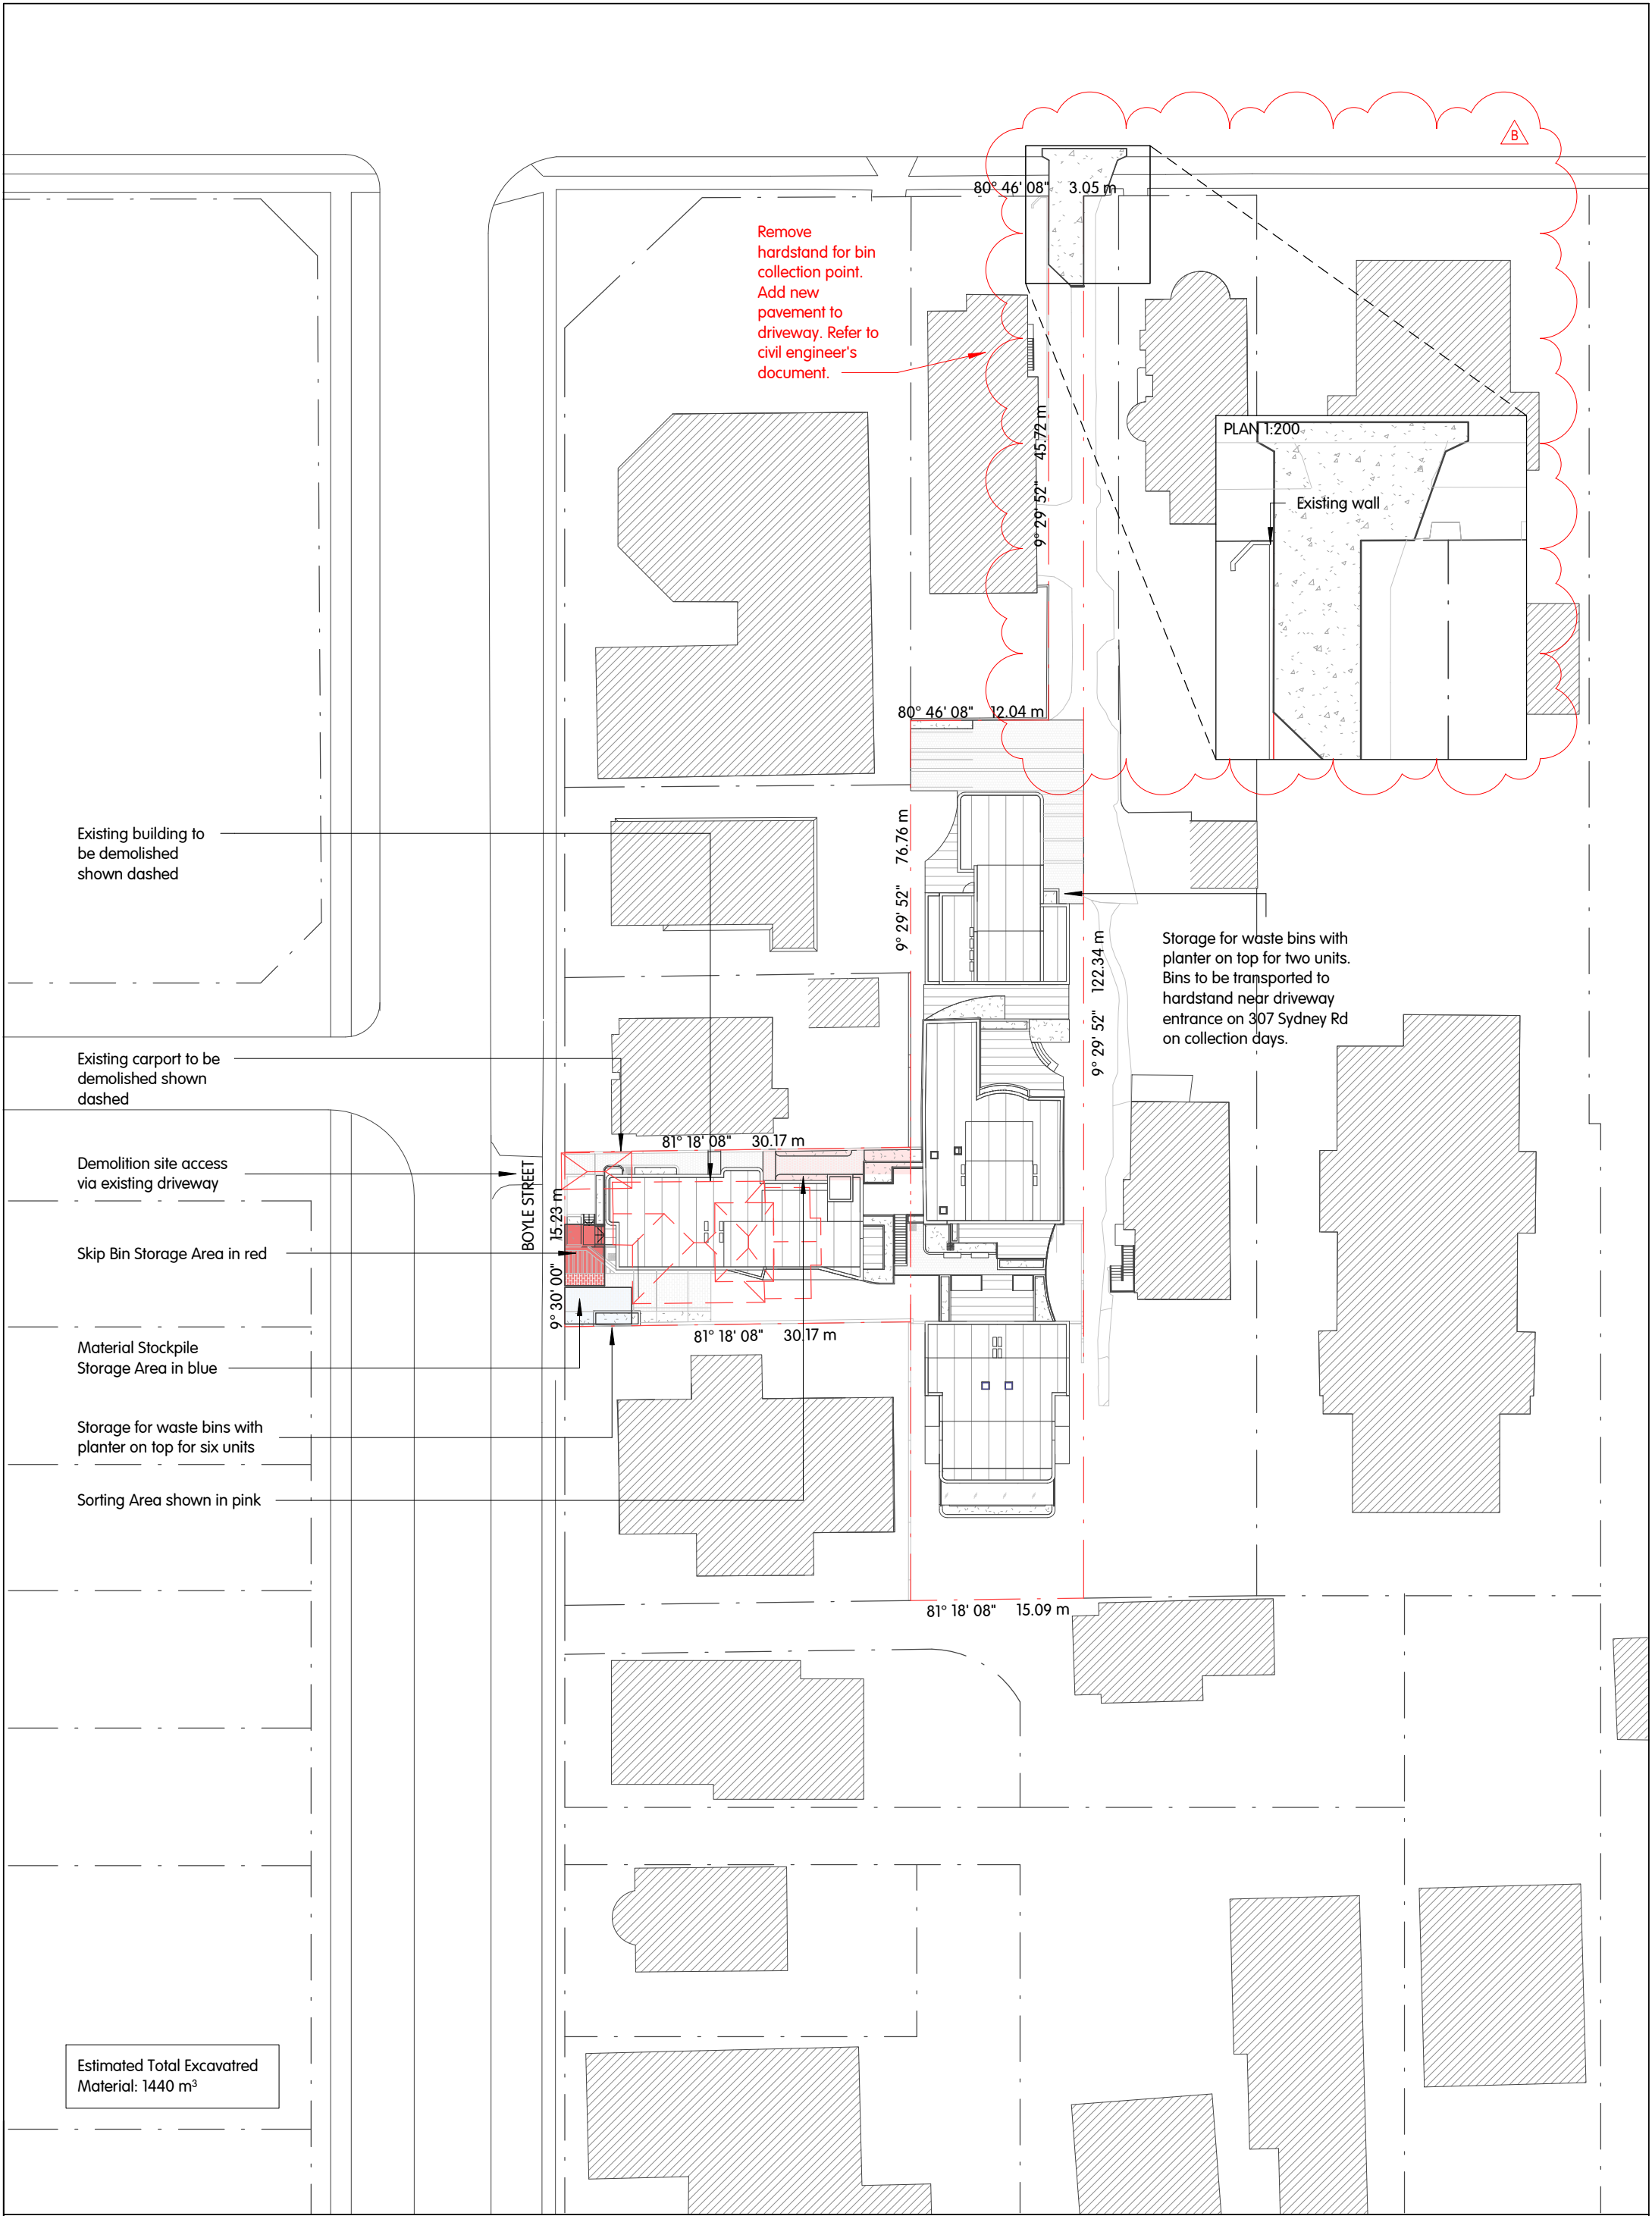 B
80° 46' 08" 3.05 m
Remove
hardstand for bin
collection point.
Add new
pavement to
driveway. Refer to
civil engineer's
document.
9° 29' 52" 45.72 m
PLAN 1:200
Existing wall
80° 46' 08" 12.04 m
Existing building to
be demolished
shown dashed
9° 29' 52" 76.76 m
9° 29' 52" 122.34 m
Storage for waste bins with
planter on top for two units.
Bins to be transported to
hardstand near driveway
entrance on 307 Sydney Rd
on collection days.
Existing carport to be
demolished shown
dashed
81° 18' 08" 30.17 m
Demolition site access
via existing driveway
BOYLE STREET
9° 30' 00" 15.23 m
Skip Bin Storage Area in red
81° 18' 08" 30.17 m
Material Stockpile
Storage Area in blue
Storage for waste bins with
planter on top for six units
Sorting Area shown in pink
81° 18' 08" 15.09 m
Estimated Total Excavatred
Material: 1440 m³